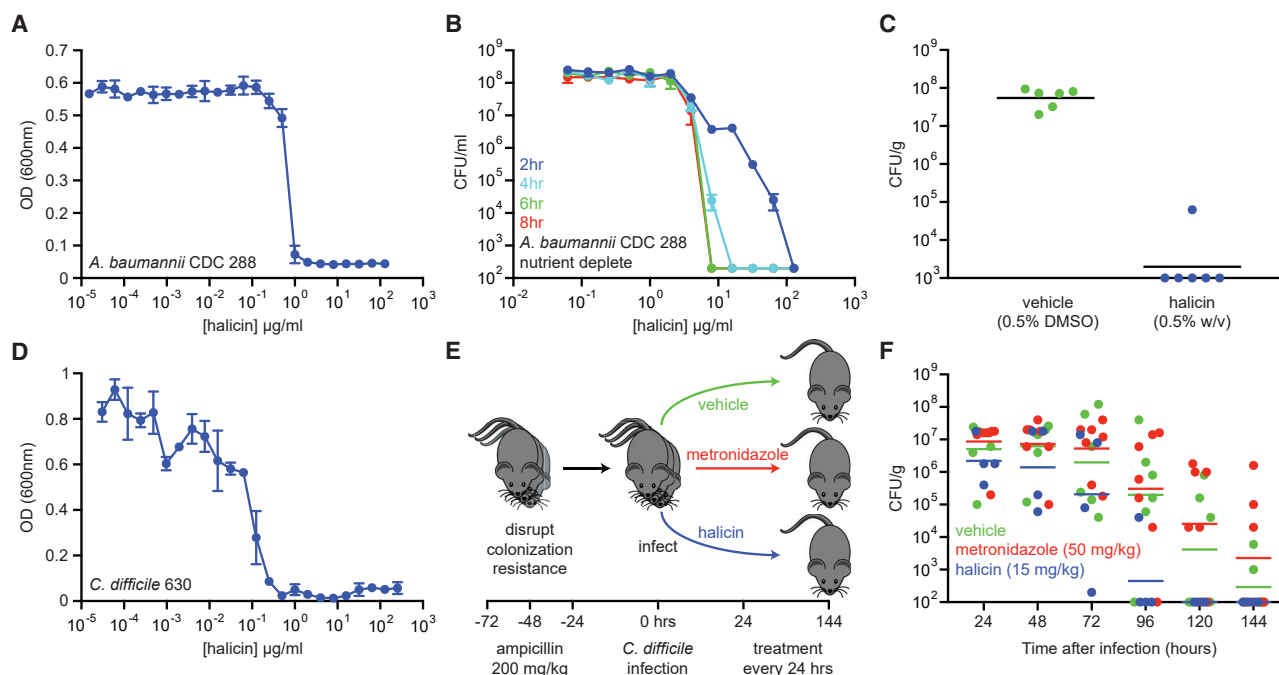 A
0.7
0.6
0.5
0.4
0.3
0.2
0.1
0
OD (600nm)
A. baumannii CDC 288
10-5 10-4 10-3 10-2 10-1 100 101 102 103
[halicin] µg/ml
B
109
108
107
106
105
104
103
102
CFU/ml
2hr
4hr
6hr
8hr
A. baumannii CDC 288
nutrient deplete
10-2 10-1 100 101 102 103
[halicin] µg/ml
C
109
108
107
106
105
104
103
CFU/g
vehicle
(0.5% DMSO)
halicin
(0.5% w/v)
D
1
0.8
0.6
0.4
0.2
0
OD (600nm)
C. difficile 630
10-5 10-4 10-3 10-2 10-1 100 101 102 103
[halicin] µg/ml
E
vehicle
metronidazole
halicin
disrupt
colonization
resistance
infect
-72 -48 -24 0 hrs 24 144
ampicillin
200 mg/kg
C. difficile
infection
treatment
every 24 hrs
F
109
108
107
106
105
104
103
102
CFU/g
vehicle
metronidazole (50 mg/kg)
halicin (15 mg/kg)
24 48 72 96 120 144
Time after infection (hours)